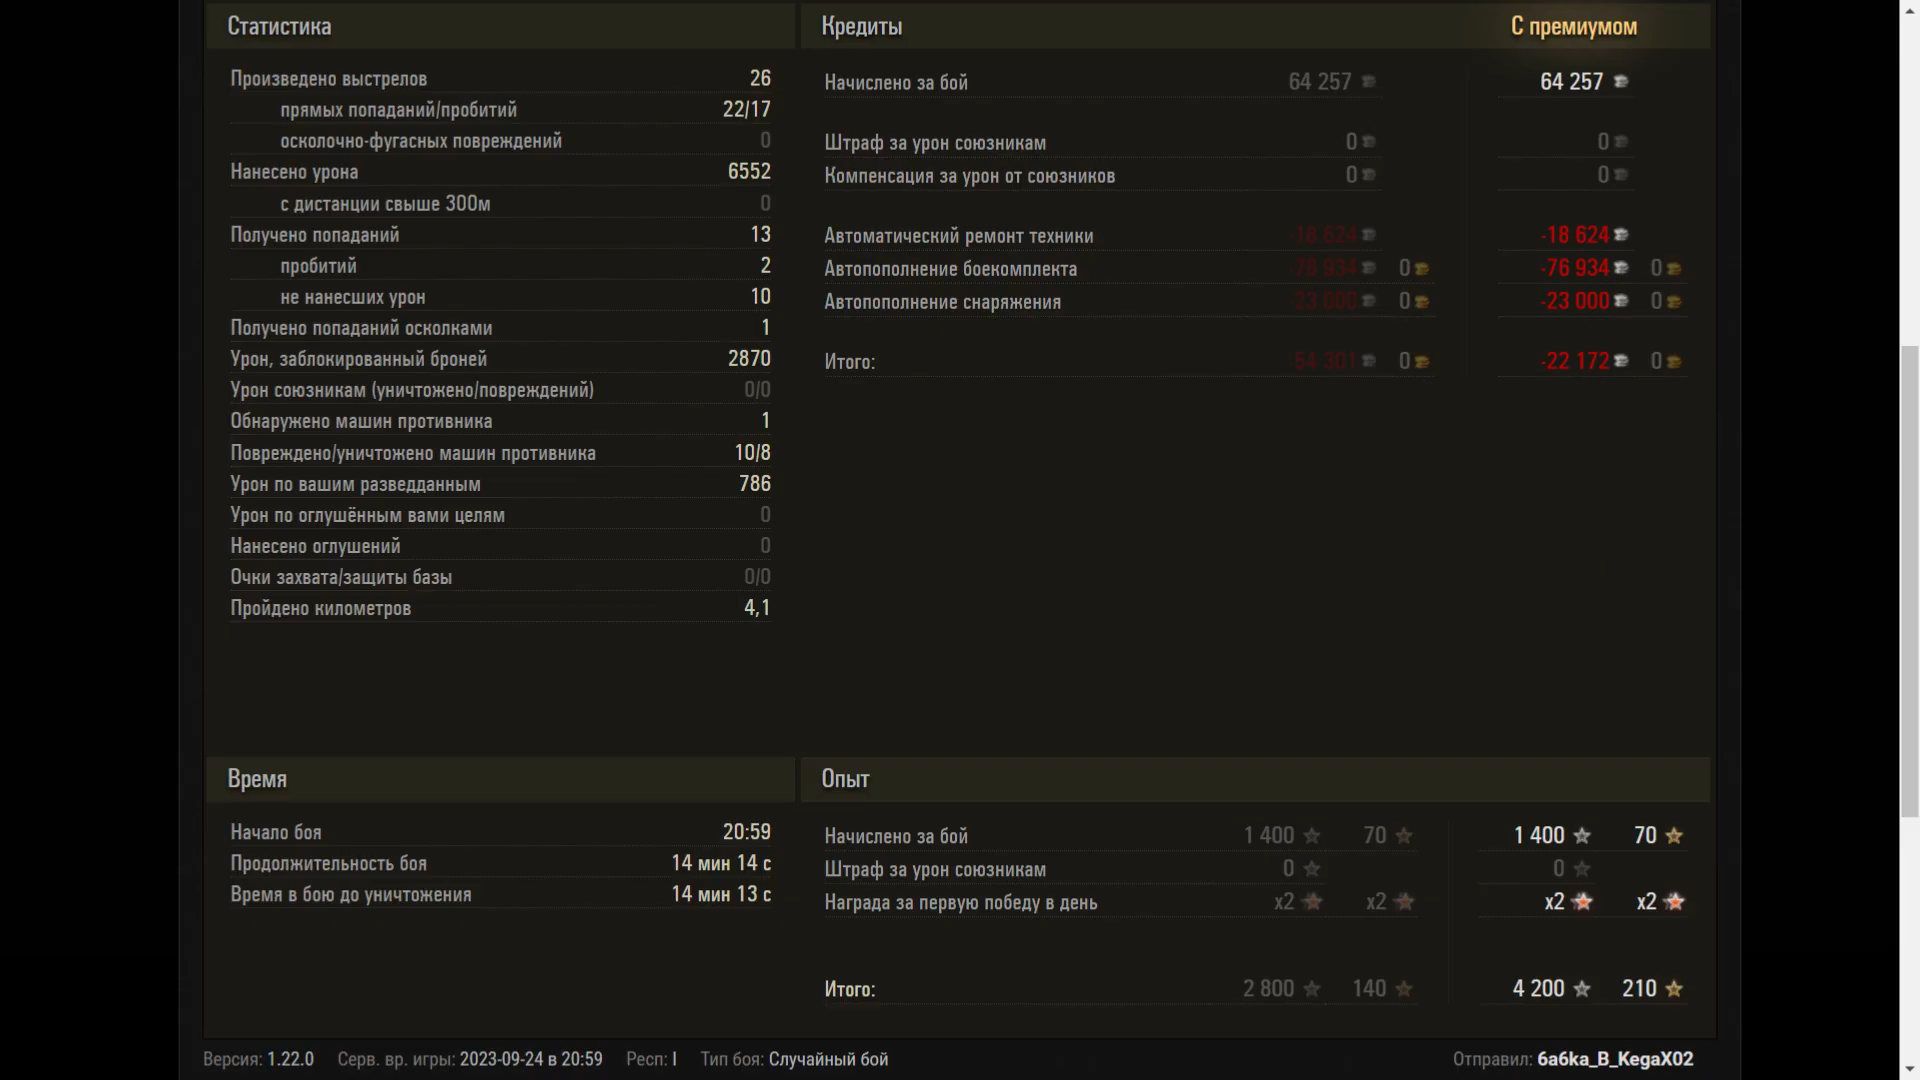 Статистика
Произведено выстрелов 26
прямых попаданий/пробитий 22/17
осколочно-фугасных повреждений 0
Нанесено урона 6552
с дистанции свыше 300м 0
Получено попаданий 13
пробитий 2
не нанесших урон 10
Получено попаданий осколками 1
Урон, заблокированный броней 2870
Урон союзникам (уничтожено/повреждений) 0/0
Обнаружено машин противника 1
Повреждено/уничтожено машин противника 10/8
Урон по вашим разведданным 786
Урон по оглушённым вами целям 0
Нанесено оглушений 0
Очки захвата/защиты базы 0/0
Пройдено километров 4,1
Кредиты С премиумом
Начислено за бой 64 257 64 257
Штраф за урон союзникам 0 0
Компенсация за урон от союзников 0 0
Автоматический ремонт техники -18 624 -18 624
Автопополнение боекомплекта -76 934 0 -76 934 0
Автопополнение снаряжения -23 000 0 -23 000 0
Итого: 54 301 0 -22 172 0
Время
Начало боя 20:59
Продолжительность боя 14 мин 14 с
Время в бою до уничтожения 14 мин 13 с
Опыт
Начислено за бой 1 400 70 1 400 70
Штраф за урон союзникам 0 0
Награда за первую победу в день x2 x2 x2 x2
Итого: 2 800 140 4 200 210
Версия: 1.22.0 Серв. вр. игры: 2023-09-24 в 20:59 Респ: I Тип боя: Случайный бой Отправил: 6a6ka_B_KegaX02